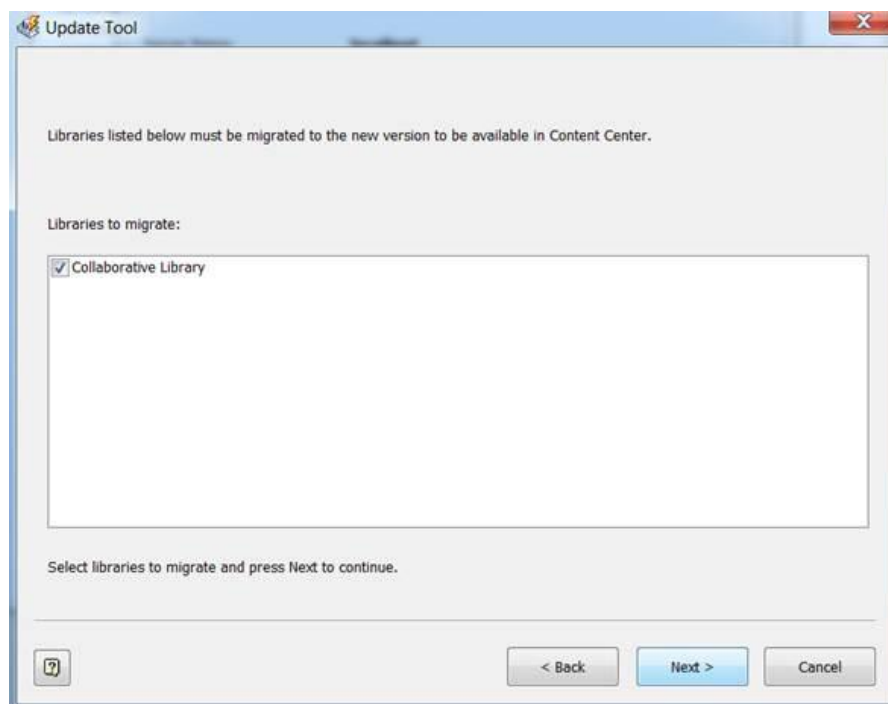 Update Tool
Libraries listed below must be migrated to the new version to be available in Content Center.
Libraries to migrate:
Collaborative Library
Select libraries to migrate and press Next to continue.
< Back
Next >
Cancel